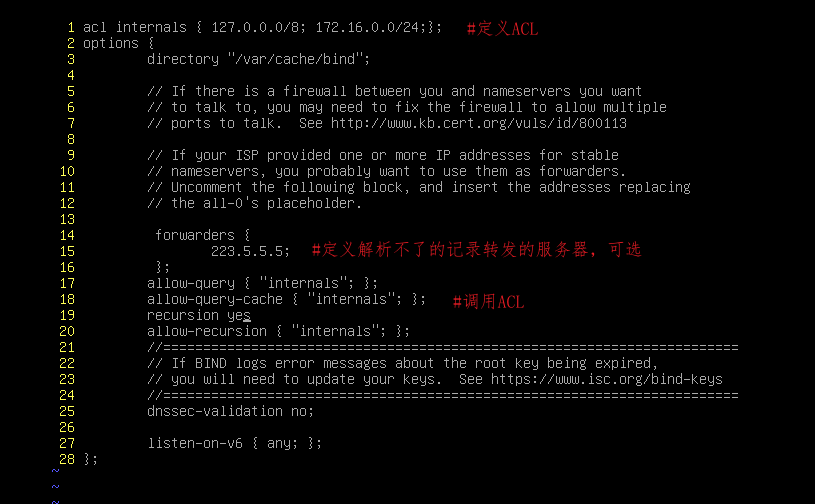 1 acl internals { 127.0.0.0/8; 172.16.0.0/24;}; #定义ACL
2 options {
3 directory "/var/cache/bind";
4
5 // If there is a firewall between you and nameservers you want
6 // to talk to, you may need to fix the firewall to allow multiple
7 // ports to talk. See http://www.kb.cert.org/vuls/id/800113
8
9 // If your ISP provided one or more IP addresses for stable
10 // nameservers, you probably want to use them as forwarders.
11 // Uncomment the following block, and insert the addresses replacing
12 // the all-0's placeholder.
13
14 forwarders {
15 223.5.5.5; #定义解析不了的记录转发的服务器，可选
16 };
17 allow-query { "internals"; };
18 allow-query-cache { "internals"; }; #调用ACL
19 recursion yes
20 allow-recursion { "internals"; };
21 //========================================================================
22 // If BIND logs error messages about the root key being expired,
23 // you will need to update your keys. See https://www.isc.org/bind-keys
24 //========================================================================
25 dnssec-validation no;
26
27 listen-on-v6 { any; };
28 };
~
~
~